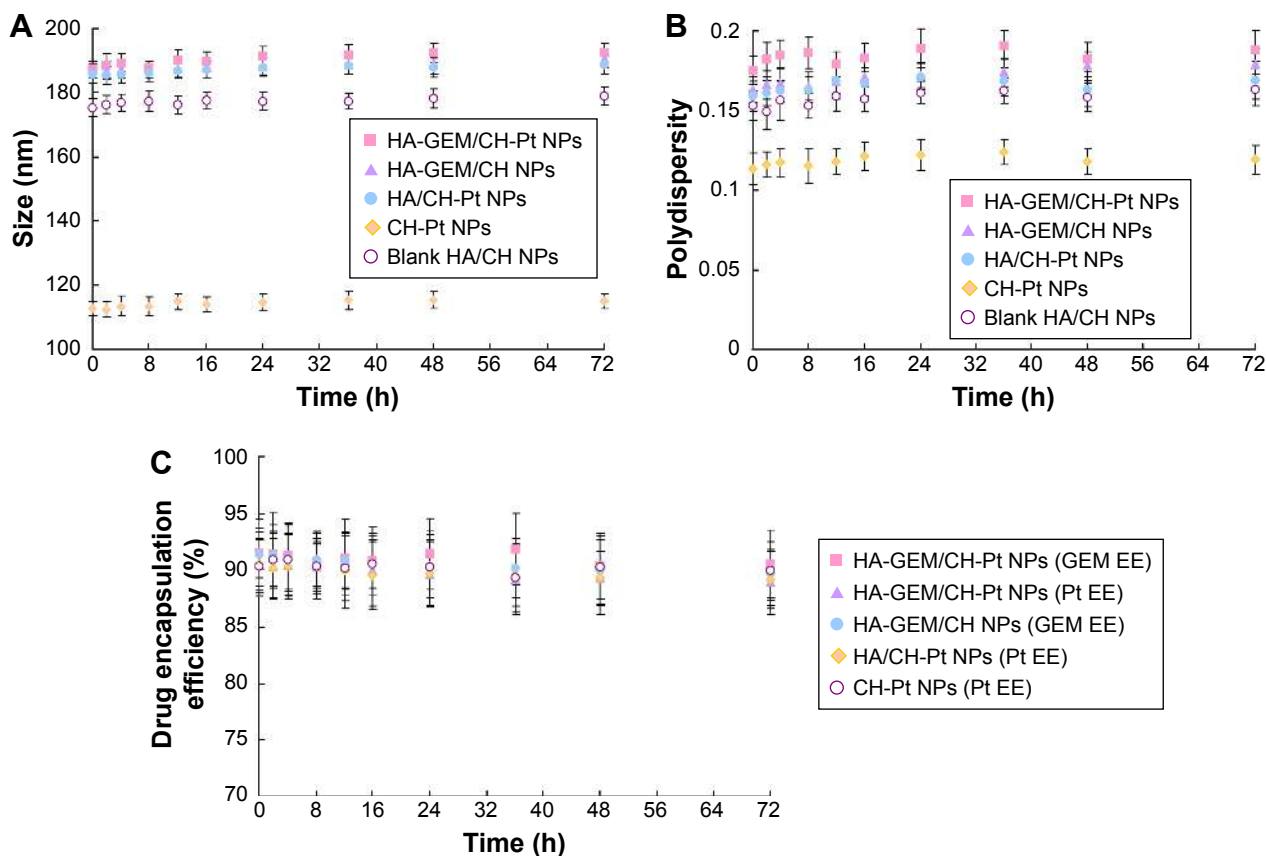 A
Size (nm)
200
180
160
140
120
100
HA-GEM/CH-Pt NPs
HA-GEM/CH NPs
HA/CH-Pt NPs
CH-Pt NPs
Blank HA/CH NPs
0 8 16 24 32 40 48 56 64 72
Time (h)
B
Polydispersity
0.2
0.15
0.1
0.05
0
HA-GEM/CH-Pt NPs
HA-GEM/CH NPs
HA/CH-Pt NPs
CH-Pt NPs
Blank HA/CH NPs
0 8 16 24 32 40 48 56 64 72
Time (h)
C
Drug encapsulation
efficiency (%)
100
95
90
85
80
75
70
0 8 16 24 32 40 48 56 64 72
Time (h)
HA-GEM/CH-Pt NPs (GEM EE)
HA-GEM/CH-Pt NPs (Pt EE)
HA-GEM/CH NPs (GEM EE)
HA/CH-Pt NPs (Pt EE)
CH-Pt NPs (Pt EE)